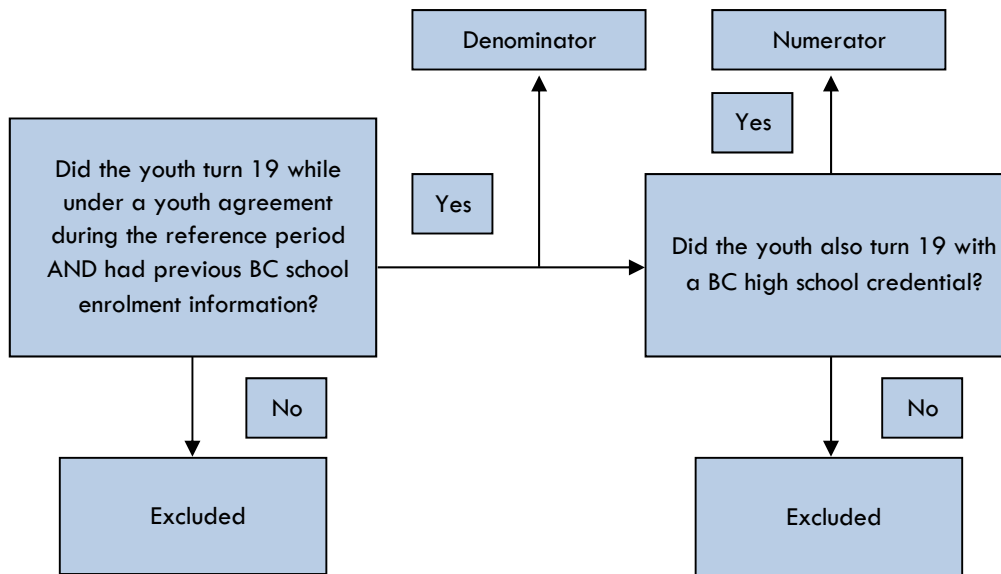 Denominator
Numerator
Yes
Did the youth turn 19 while
under a youth agreement
during the reference period
AND had previous BC school
enrolment information?
Yes
Did the youth also turn 19 with
a BC high school credential?
No
No
Excluded
Excluded